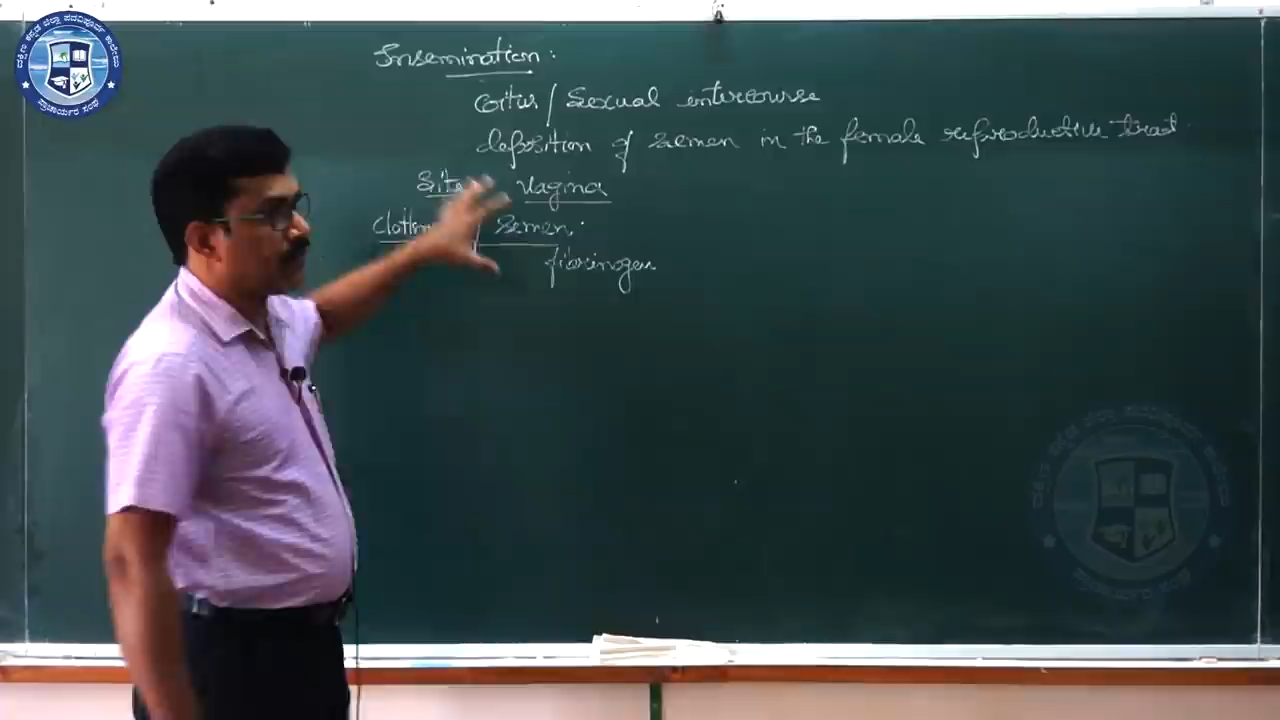 Insemination:
Coitus / Sexual intercourse
deposition of semen in the female reproductive tract.
Site Vagina
Semen.
fibrinogen